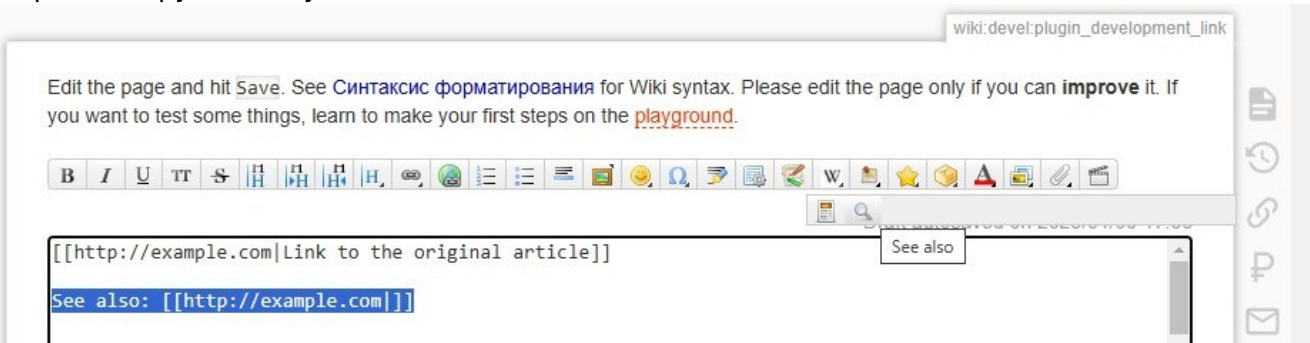 wiki:devel:plugin_development_link
Edit the page and hit Save. See Синтаксис форматирования for Wiki syntax. Please edit the page only if you can improve it. If
you want to test some things, learn to make your first steps on the playground.
B I U TT S H H H H Ω W A
See also
[[http://example.com|Link to the original article]]
See also: [[http://example.com|]]